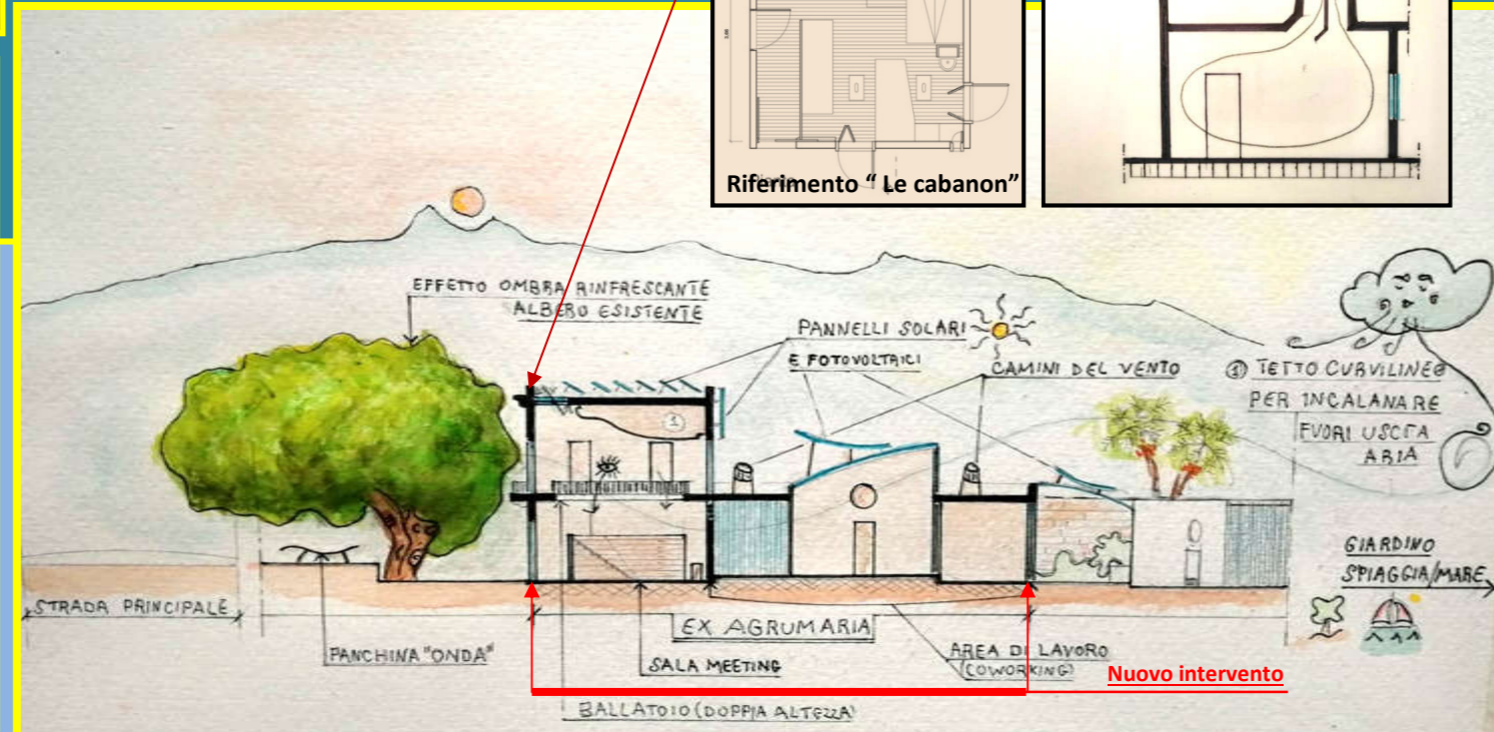 Riferimento “ Le cabanon”
EFFETTO OMBRA RINFRESCANTE
ALBERO ESISTENTE
PANNELLI SOLARI
E FOTOVOLTAICI
CAMINI DEL VENTO
① TETTO CURVILINEO
PER INCALANARE
FUORI USCITA
ARIA
①
GIARDINO
SPIAGGIA/MARE
STRADA PRINCIPALE
EX AGRUMARIA
PANCHINA "ONDA"
SALA MEETING
AREA DI LAVORO
(COWORKING)
Nuovo intervento
BALLATOIO (DOPPIA ALTEZZA)